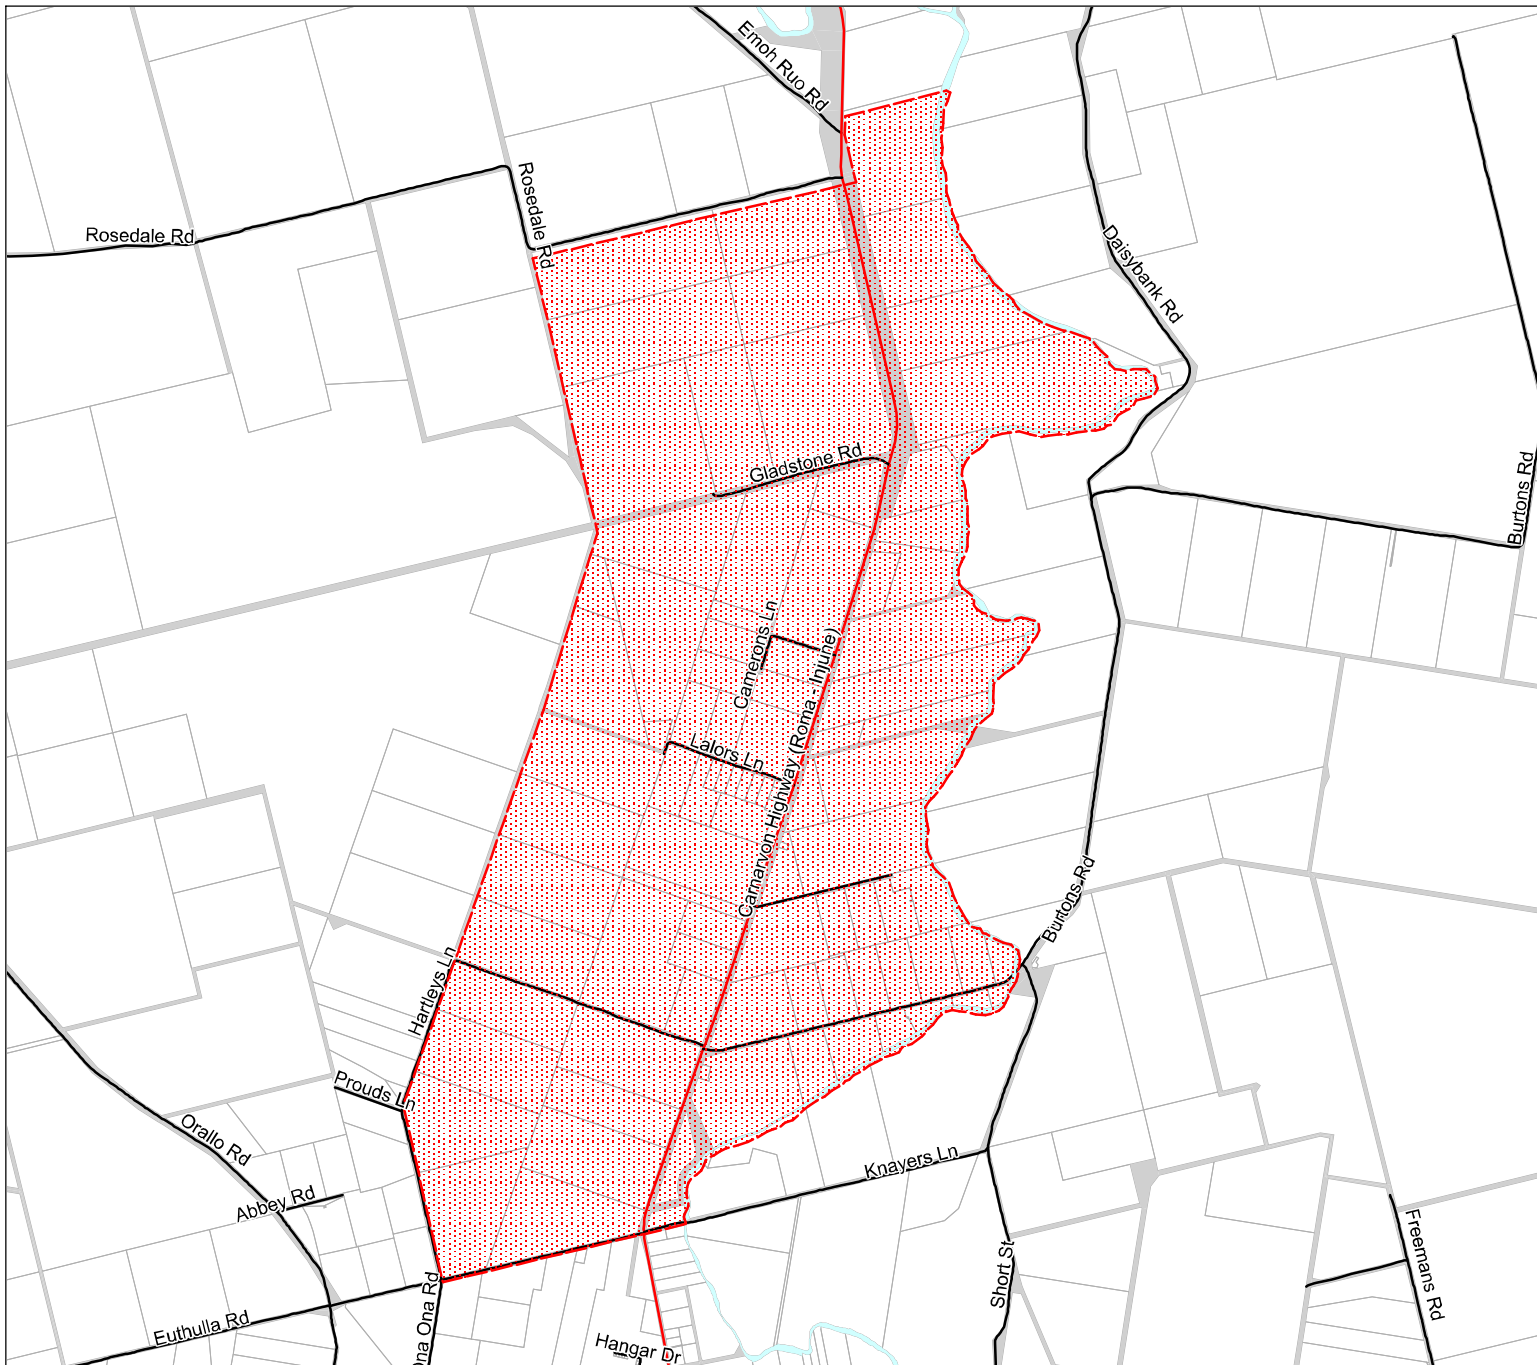 Emoh Ruo Rd
Rosedale Rd
Rosedale Rd
Daisybank Rd
Gladstone Rd
Burtons Rd
Camerons Ln
Carnarvon Highway (Roma Injune)
Lalors Ln
Burtons Rd
Hartleys Ln
Prouds Ln
Orallo Rd
Knayers Ln
Abbey Rd
Freemans Rd
Short St
Euthulla Rd
Ona Rd
Hangar Dr